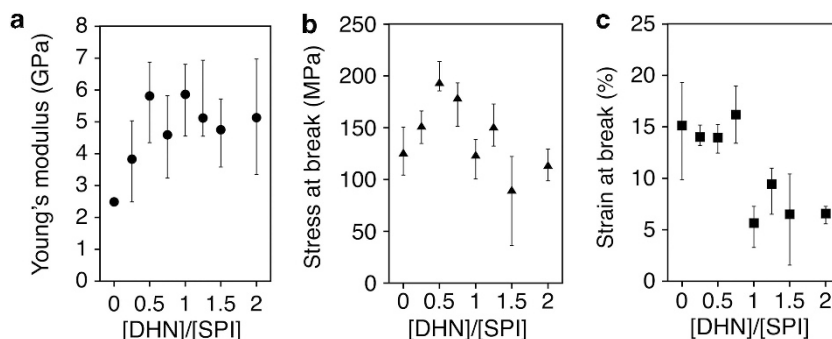 a
Young's modulus (GPa)
8
7
6
5
4
3
2
1
0
0 0.5 1 1.5 2
[DHN]/[SPI]
b
Stress at break (MPa)
250
200
150
100
50
0
0 0.5 1 1.5 2
[DHN]/[SPI]
c
Strain at break (%)
25
20
15
10
5
0
0 0.5 1 1.5 2
[DHN]/[SPI]